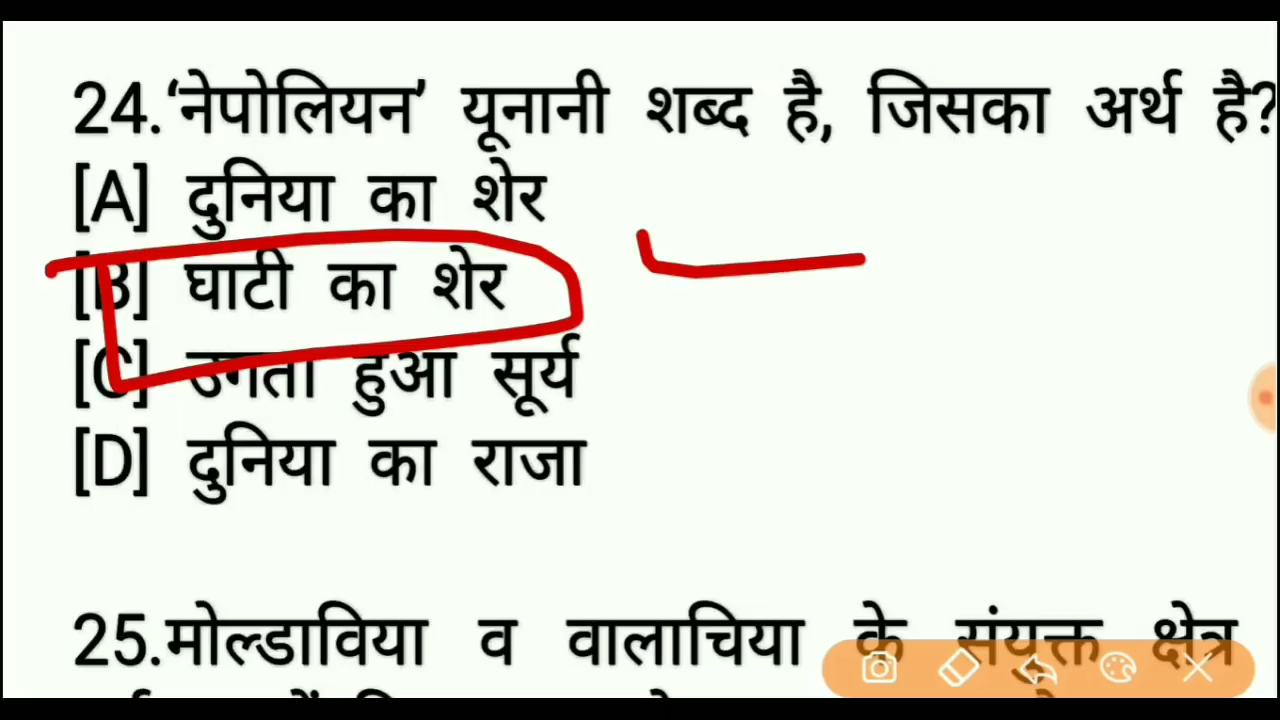 24.‘नेपोलियन’ यूनानी शब्द है, जिसका अर्थ है?
[A] दुनिया का शेर
[B] घाटी का शेर
[C] उगता हुआ सूर्य
[D] दुनिया का राजा
25.मोल्डाविया व वालाचिया के संयुक्त क्षेत्र